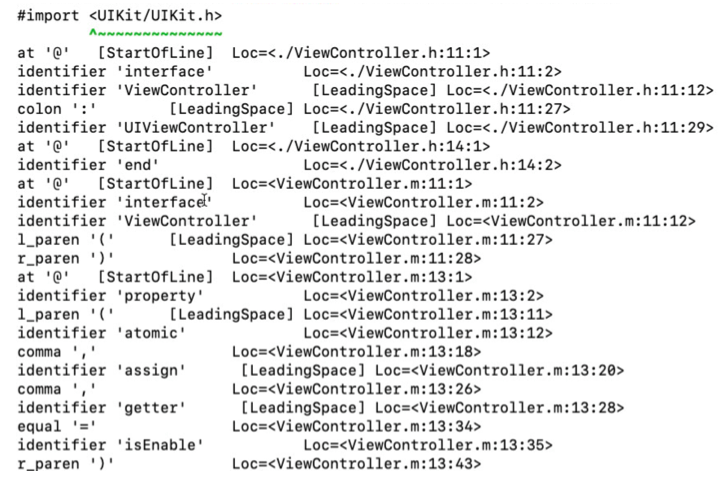 #import <UIKit/UIKit.h>
^~~~~~~~~~~~~~~
at '@' [StartOfLine] Loc=<./ViewController.h:11:1>
identifier 'interface' Loc=<./ViewController.h:11:2>
identifier 'ViewController' [LeadingSpace] Loc=<./ViewController.h:11:12>
colon ':' [LeadingSpace] Loc=<./ViewController.h:11:27>
identifier 'UIViewController' [LeadingSpace] Loc=<./ViewController.h:11:29>
at '@' [StartOfLine] Loc=<./ViewController.h:14:1>
identifier 'end' Loc=<./ViewController.h:14:2>
at '@' [StartOfLine] Loc=<ViewController.m:11:1>
identifier 'interface' Loc=<ViewController.m:11:2>
identifier 'ViewController' [LeadingSpace] Loc=<ViewController.m:11:12>
l_paren '(' [LeadingSpace] Loc=<ViewController.m:11:27>
r_paren ')' Loc=<ViewController.m:11:28>
at '@' [StartOfLine] Loc=<ViewController.m:13:1>
identifier 'property' Loc=<ViewController.m:13:2>
l_paren '(' [LeadingSpace] Loc=<ViewController.m:13:11>
identifier 'atomic' Loc=<ViewController.m:13:12>
comma ',' Loc=<ViewController.m:13:18>
identifier 'assign' [LeadingSpace] Loc=<ViewController.m:13:20>
comma ',' Loc=<ViewController.m:13:26>
identifier 'getter' [LeadingSpace] Loc=<ViewController.m:13:28>
equal '=' Loc=<ViewController.m:13:34>
identifier 'isEnable' Loc=<ViewController.m:13:35>
r_paren ')' Loc=<ViewController.m:13:43>